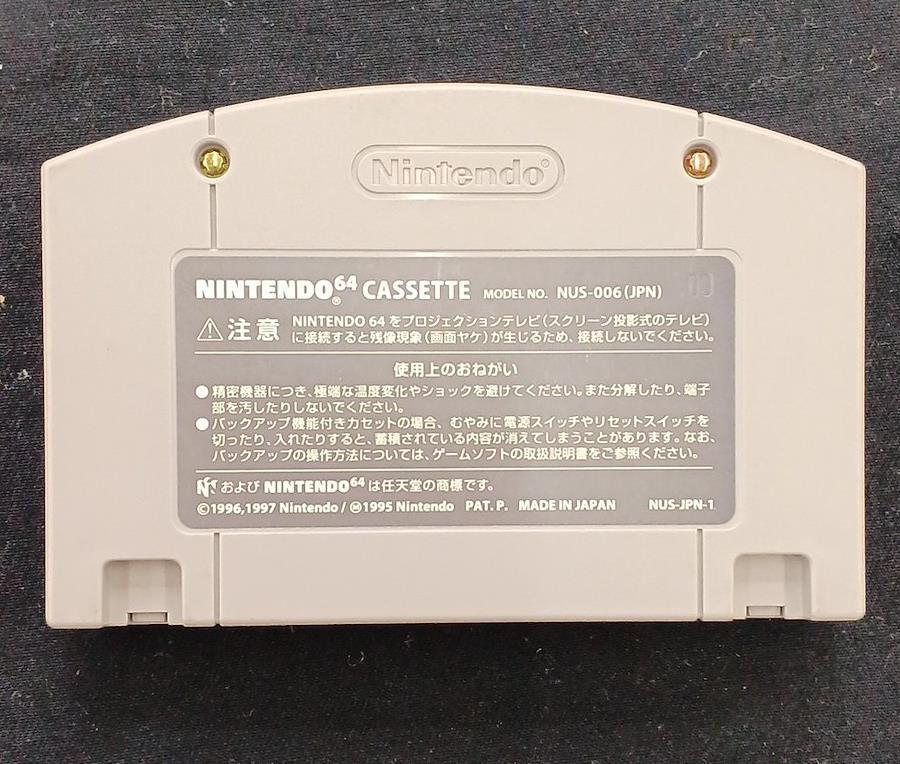 Nintendo®
NINTENDO64® CASSETTE MODEL NO. NUS-006(JPN)
⚠注意 NINTENDO 64をプロジェクションテレビ(スクリーン投影式のテレビ)
に接続すると残像現象(画面ヤケ)が生じるため、接続しないでください。
使用上のおねがい
●精密機器につき、極端な温度変化やショックを避けてください。また分解したり、端子
部を汚したりしないでください。
●バックアップ機能付きカセットの場合、むやみに電源スイッチやリセットスイッチを
切ったり、入れたりすると、蓄積されている内容が消えてしまうことがあります。なお、
バックアップの操作方法については、ゲームソフトの取扱説明書をご参照ください。
および NINTENDO64は任天堂の商標です。
©1996,1997 Nintendo/Ⓜ1995 Nintendo PAT. P. MADE IN JAPAN NUS-JPN-1